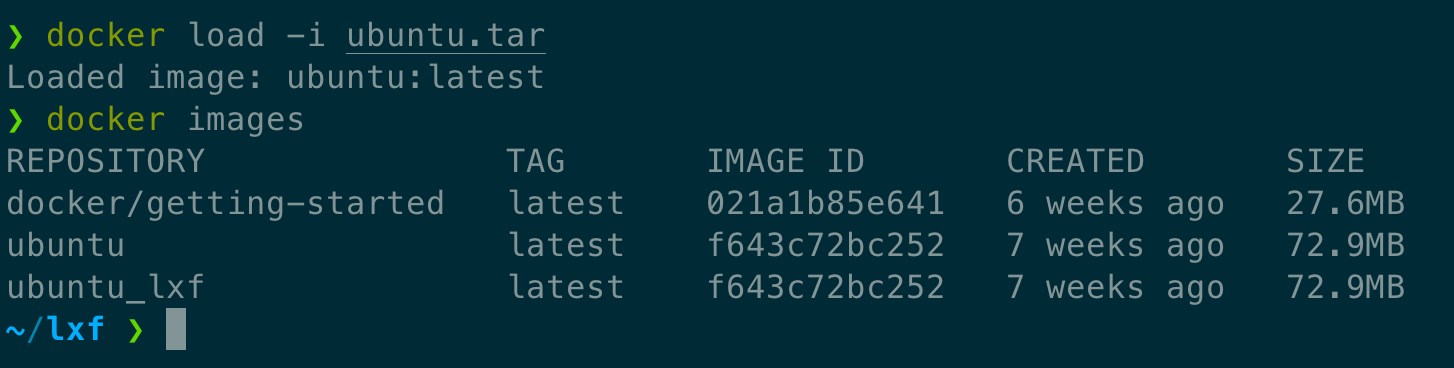 ❯ docker load -i ubuntu.tar
Loaded image: ubuntu:latest
❯ docker images
REPOSITORY               TAG       IMAGE ID       CREATED       SIZE
docker/getting-started   latest    021a1b85e641   6 weeks ago   27.6MB
ubuntu                   latest    f643c72bc252   7 weeks ago   72.9MB
ubuntu_lxf               latest    f643c72bc252   7 weeks ago   72.9MB
~/lxf ❯